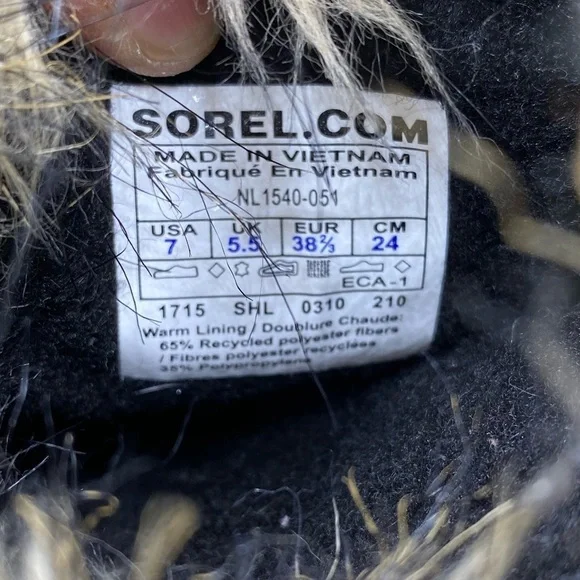 SOREL.COM
MADE IN VIETNAM
Fabriqué En Vietnam
NL1540-051
USA UK EUR CM
7 5.5 38⅔ 24
ECA-1
1715 SHL 0310 210
Warm Lining / Doublure Chaude:
65% Recycled polyester fibers
/ Fibres polyester recyclées
35% Polypropylene